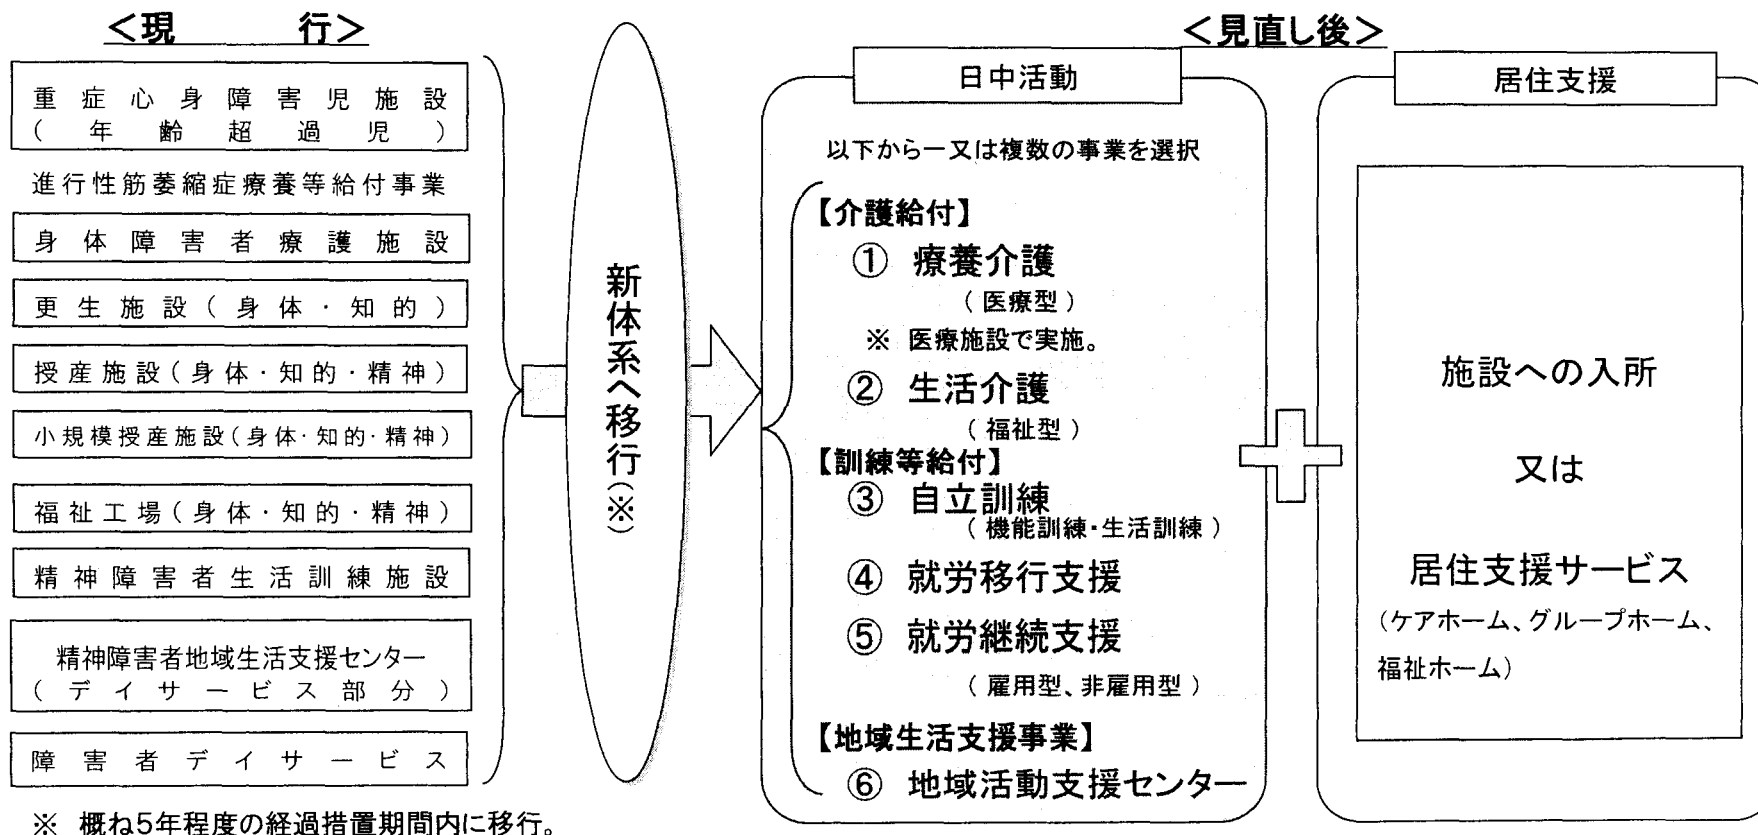 ＜現　　行＞
重症心身障害児施設
（年齢超過児）
進行性筋萎縮症療養等給付事業
身体障害者療護施設
更生施設（身体・知的）
授産施設（身体・知的・精神）
小規模授産施設（身体・知的・精神）
福祉工場（身体・知的・精神）
精神障害者生活訓練施設
精神障害者地域生活支援センター
（デイサービス部分）
障害者デイサービス
※ 概ね5年程度の経過措置期間内に移行。
新体系へ移行（※）
＜見直し後＞
日中活動
以下から一又は複数の事業を選択
【介護給付】
① 療養介護
（医療型）
※ 医療施設で実施。
② 生活介護
（福祉型）
【訓練等給付】
③ 自立訓練
（機能訓練・生活訓練）
④ 就労移行支援
⑤ 就労継続支援
（雇用型、非雇用型）
【地域生活支援事業】
⑥ 地域活動支援センター
居住支援
施設への入所
又は
居住支援サービス
（ケアホーム、グループホーム、
福祉ホーム）